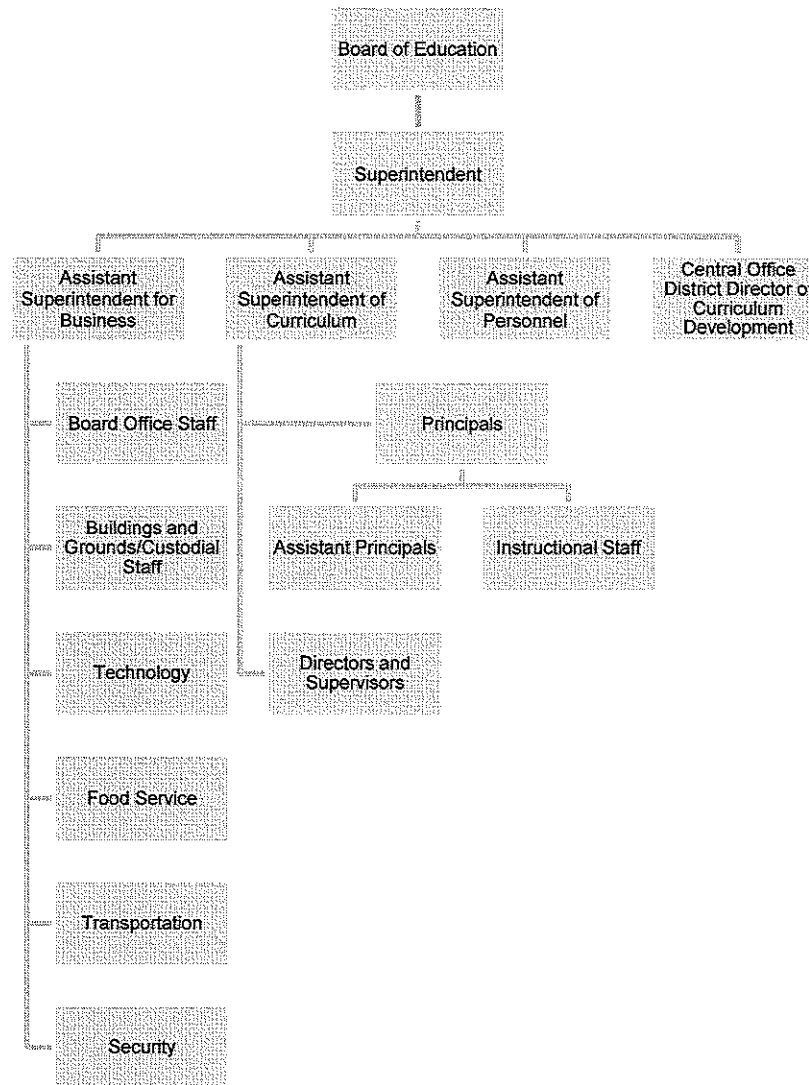 Board of Education
Superintendent
Assistant
Superintendent for
Business
Assistant
Superintendent of
Curriculum
Assistant
Superintendent of
Personnel
Central Office
District Director o
Curriculum
Development
Board Office Staff
Principals
Buildings and
Grounds/Custodial
Staff
Assistant Principals
Instructional Staff
Technology
Directors and
Supervisors
Food Service
Transportation
Security